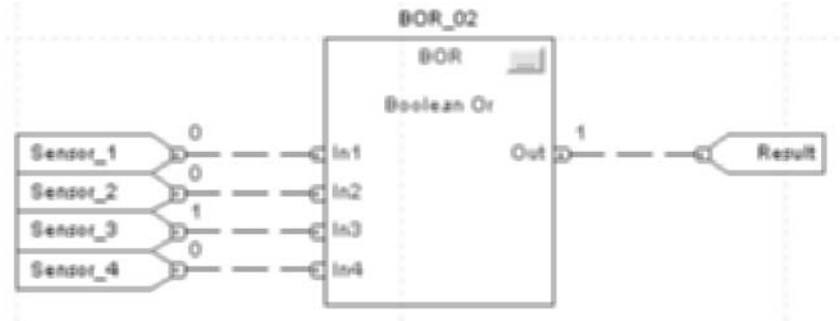 BOR_02
BOR
Boolean Or
0
Sensor_1 In1 Out 1 Result
0
Sensor_2 In2
1
Sensor_3 In3
0
Sensor_4 In4